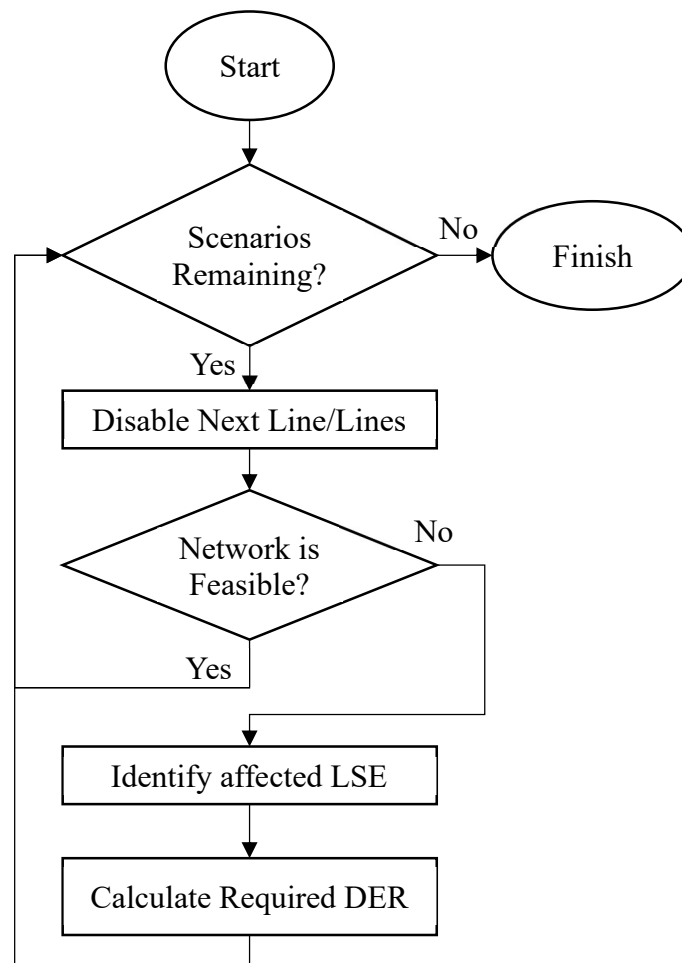 Start
Scenarios
Remaining?
No
Finish
Yes
Disable Next Line/Lines
Network is
Feasible?
No
Yes
Identify affected LSE
Calculate Required DER